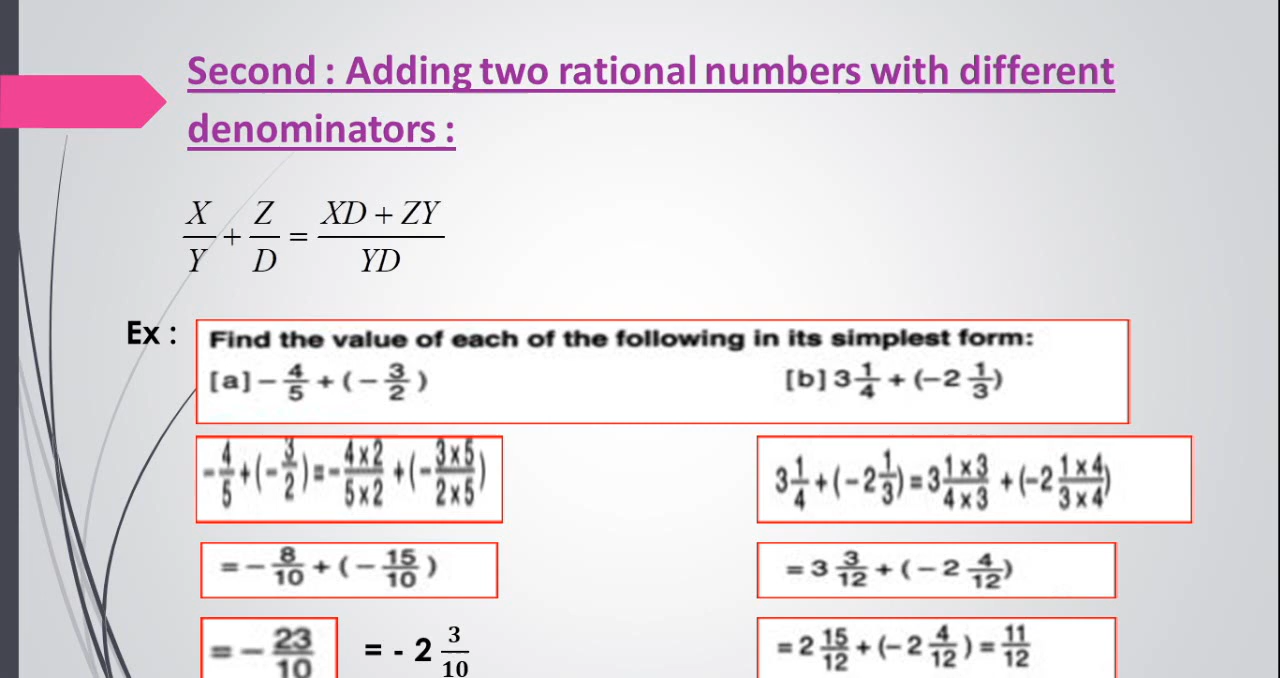 Second : Adding two rational numbers with different
denominators :
X/Y + Z/D = (XD + ZY)/YD
Ex :
Find the value of each of the following in its simplest form:
[a] − 4/5 + (− 3/2 )
[b] 3 1/4 + (−2 1/3)
− 4/5 + (− 3/2) = − 4 x 2/5 x 2 + (− 3 x 5/2 x 5)
= − 8/10 + (− 15/10 )
= − 23/10 = - 2 3/10
3 1/4 + (− 2 1/3) = 3 1 x 3/4 x 3 + (−2 1 x 4/3 x 4)
= 3 3/12 + (− 2 4/12)
= 2 15/12 + (−2 4/12 ) = 11/12